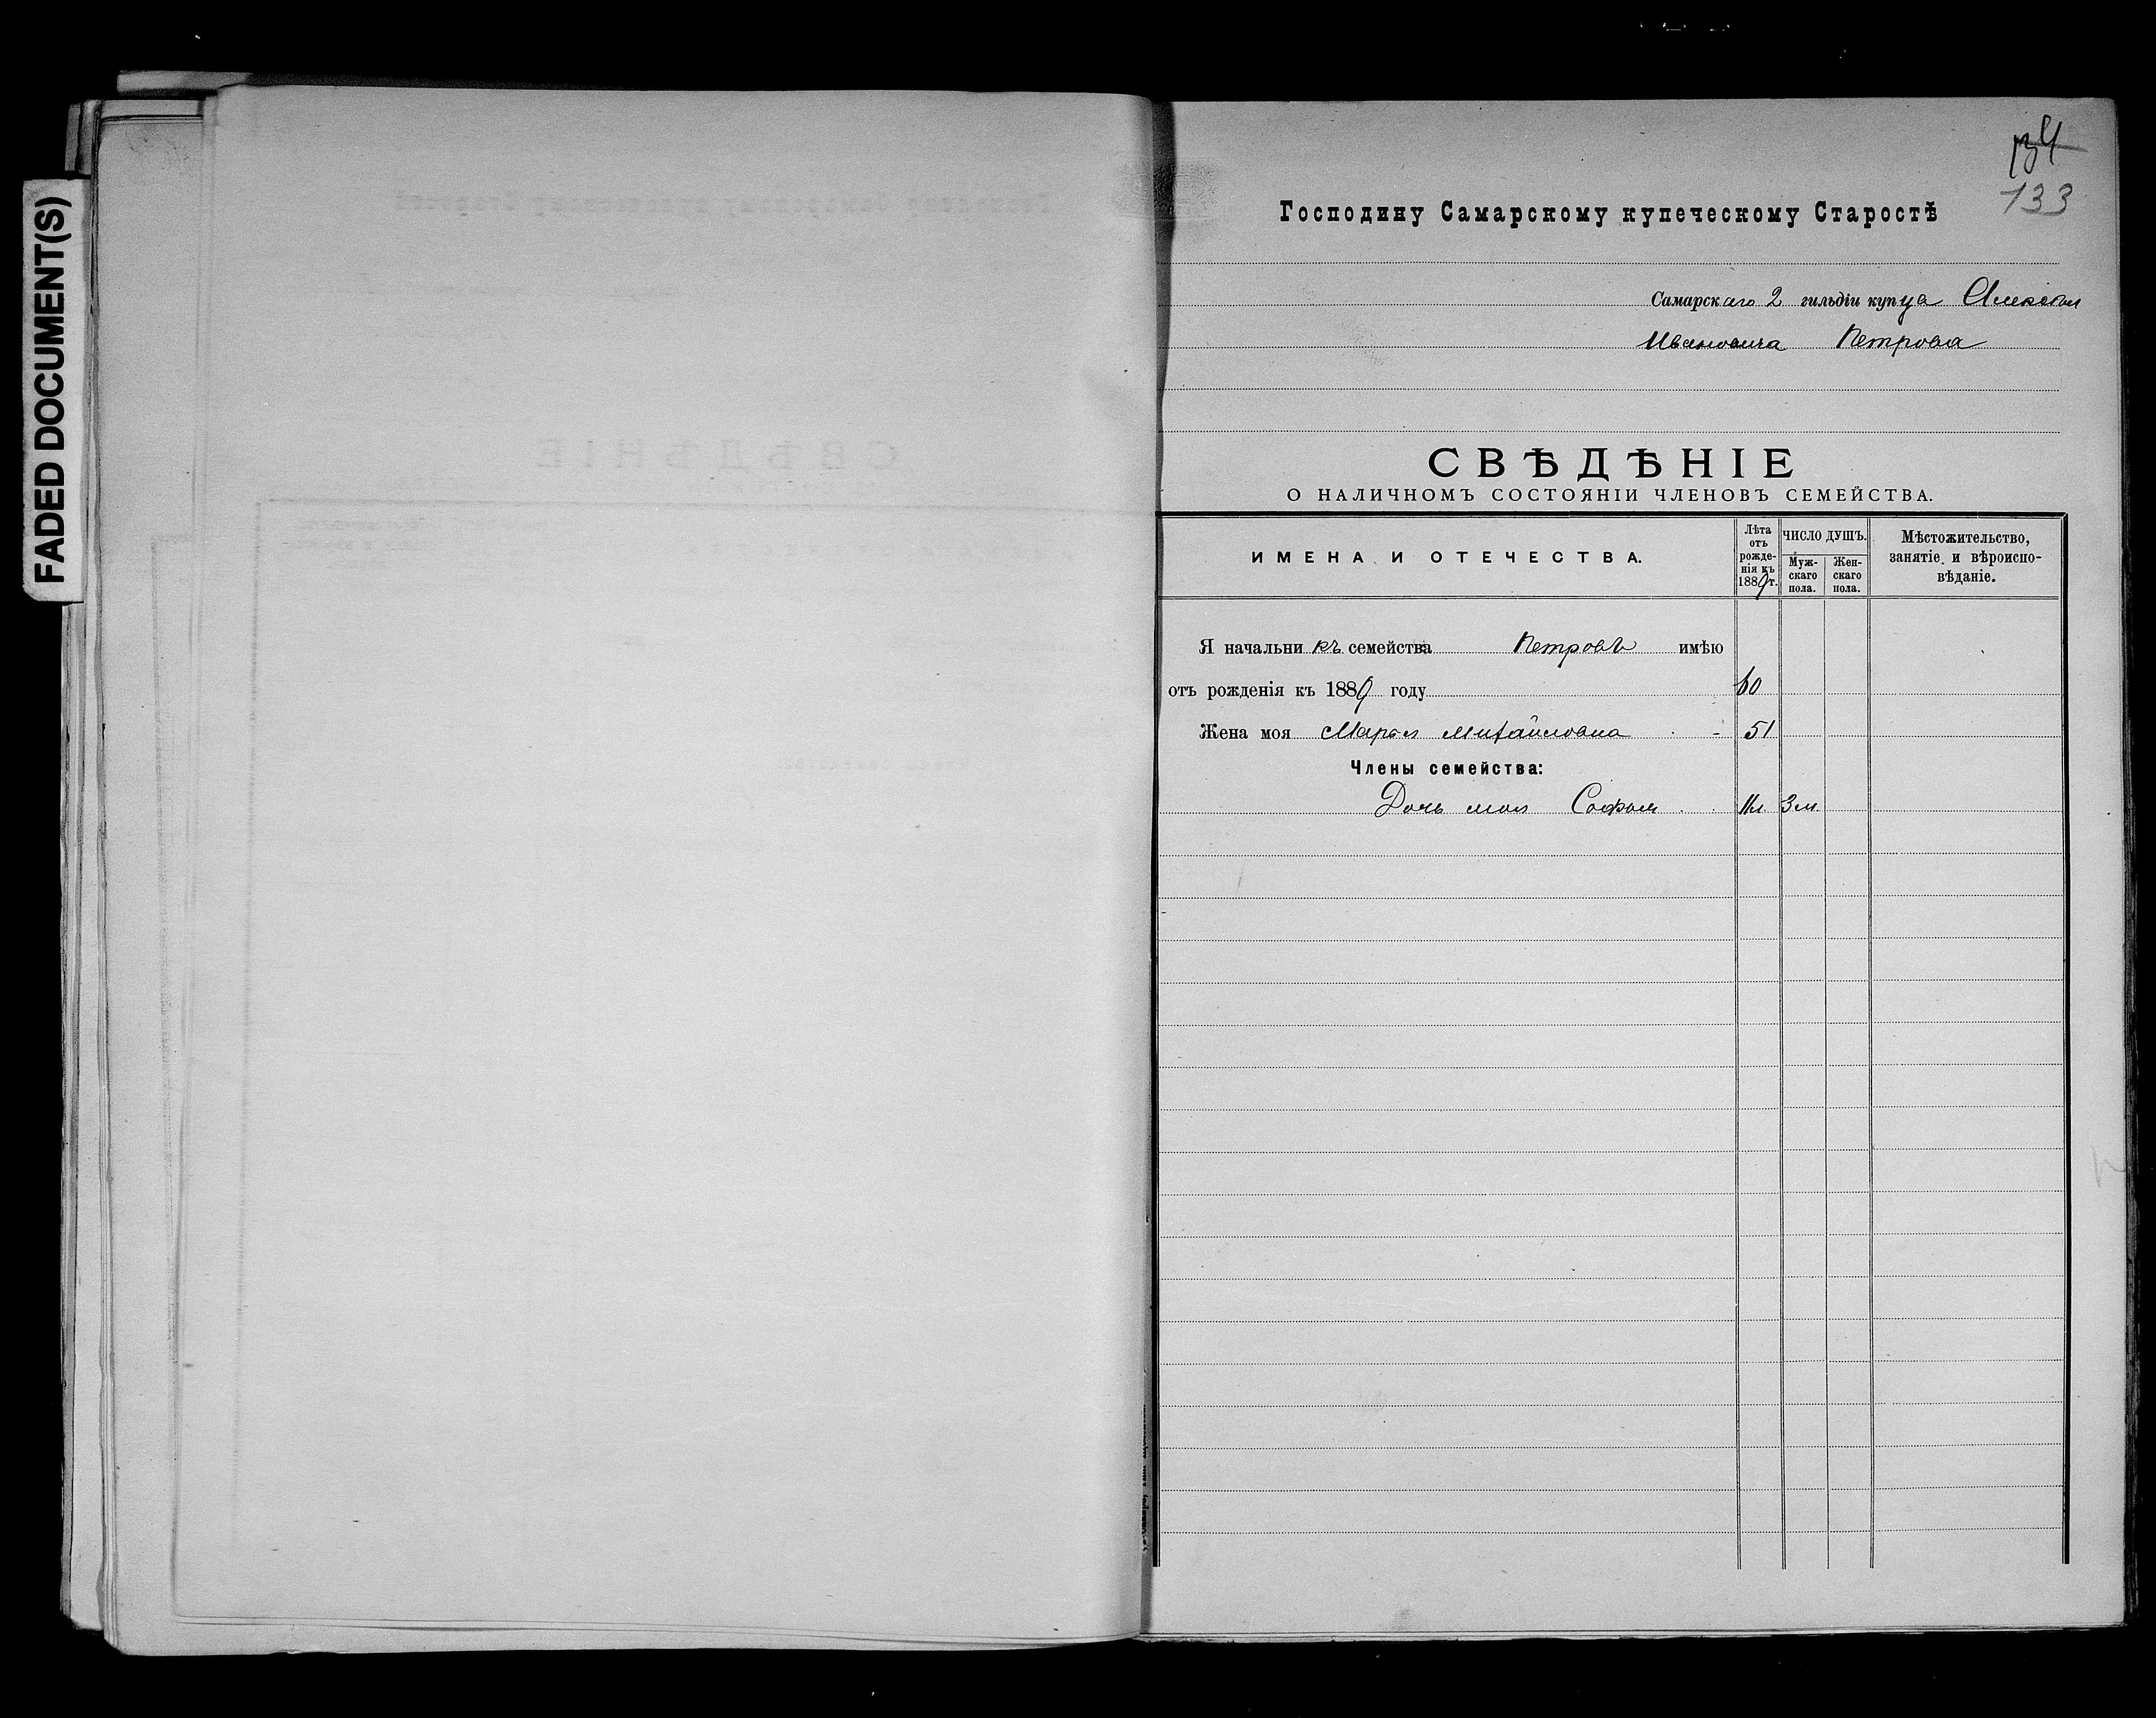 FADED DOCUMENT(S)
134
133
Господину Самарскому купеческому Старостѣ
Самарскаго 2 гильдіи купца Алексѣя
Ивановича Петрова
СВѢДѢНІЕ
О НАЛИЧНОМЪ СОСТОЯНІИ ЧЛЕНОВЪ СЕМЕЙСТВА.
ИМЕНА И ОТЕЧЕСТВА.
Лѣта
отъ
рожде-
нія къ
1889 г.
ЧИСЛО ДУШЪ.
Муж-
скаго
пола.
Жен-
скаго
пола.
Мѣстожительство,
занятіе и вѣроиспо-
вѣданіе.
Я начальникъ семейства Петровъ имѣю
отъ рожденія къ 1889 году 60
Жена моя Марья Михайловна 51
Члены семейства:
Дочь моя Софья 11л. 3м.